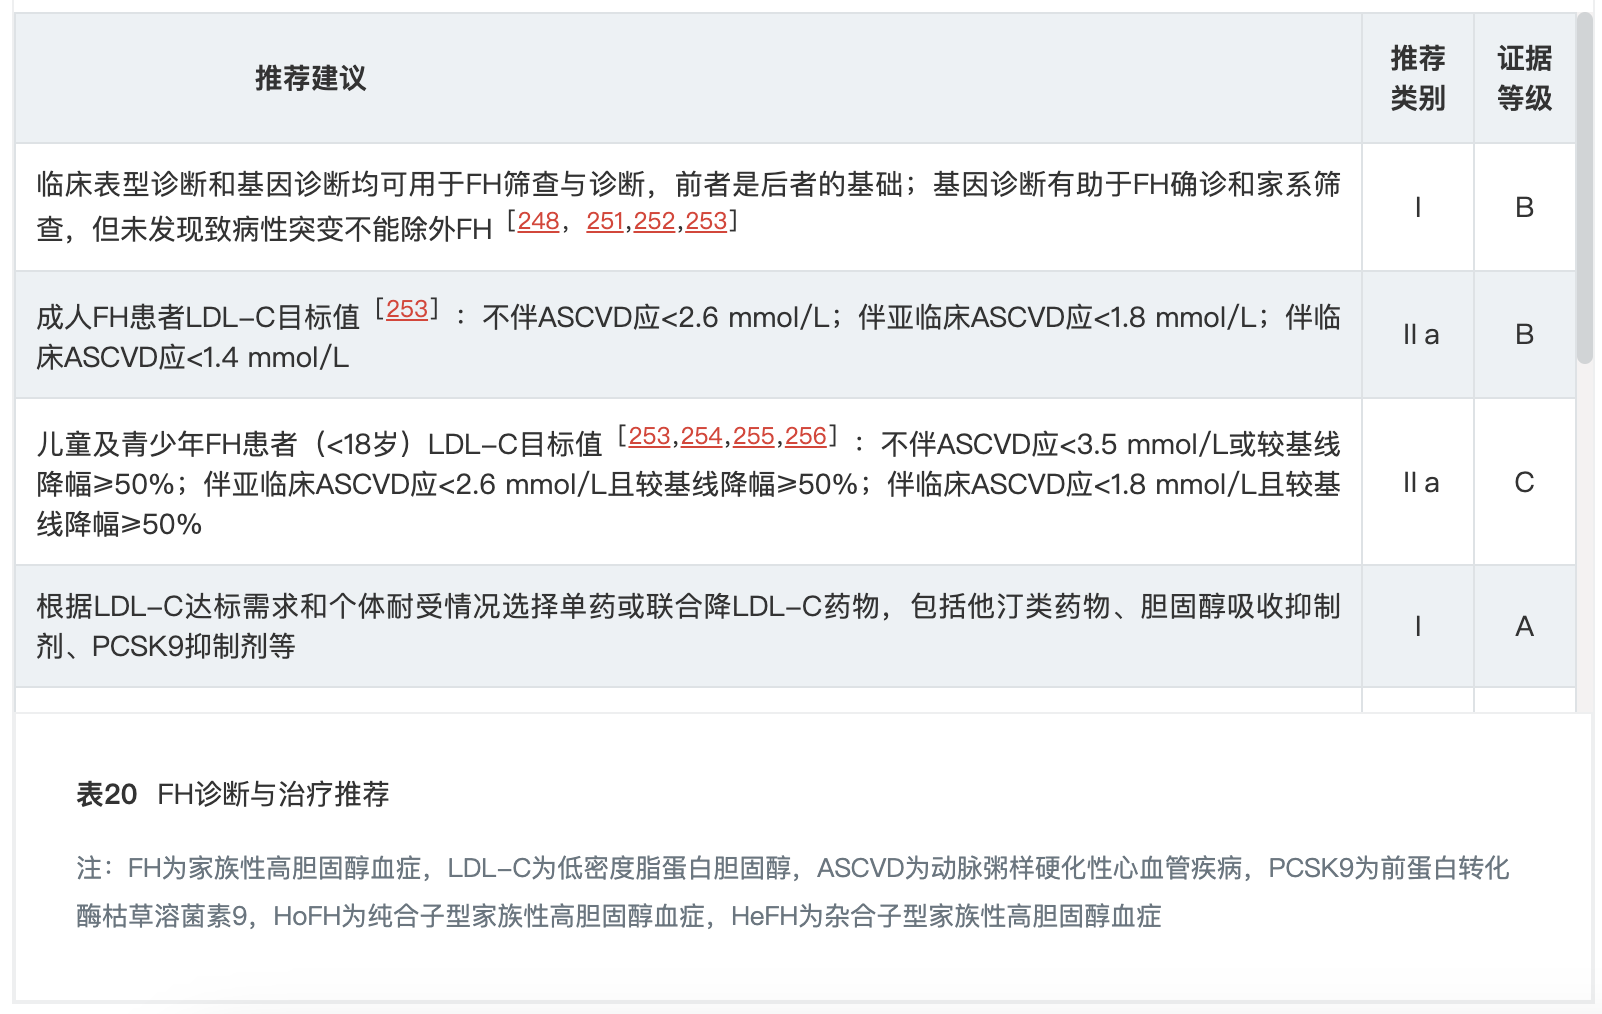 推荐建议
推荐
类别
证据
等级
临床表型诊断和基因诊断均可用于FH筛查与诊断，前者是后者的基础；基因诊断有助于FH确诊和家系筛
查，但未发现致病性突变不能除外FH［248，251,252,253］
I
B
成人FH患者LDL-C目标值［253］：不伴ASCVD应<2.6 mmol/L；伴亚临床ASCVD应<1.8 mmol/L；伴临
床ASCVD应<1.4 mmol/L
II a
B
儿童及青少年FH患者（<18岁）LDL-C目标值［253,254,255,256］：不伴ASCVD应<3.5 mmol/L或较基线
降幅≥50%；伴亚临床ASCVD应<2.6 mmol/L且较基线降幅≥50%；伴临床ASCVD应<1.8 mmol/L且较基
线降幅≥50%
II a
C
根据LDL-C达标需求和个体耐受情况选择单药或联合降LDL-C药物，包括他汀类药物、胆固醇吸收抑制
剂、PCSK9抑制剂等
I
A
表20 FH诊断与治疗推荐
注：FH为家族性高胆固醇血症，LDL-C为低密度脂蛋白胆固醇，ASCVD为动脉粥样硬化性心血管疾病，PCSK9为前蛋白转化
酶枯草溶菌素9，HoFH为纯合子型家族性高胆固醇血症，HeFH为杂合子型家族性高胆固醇血症